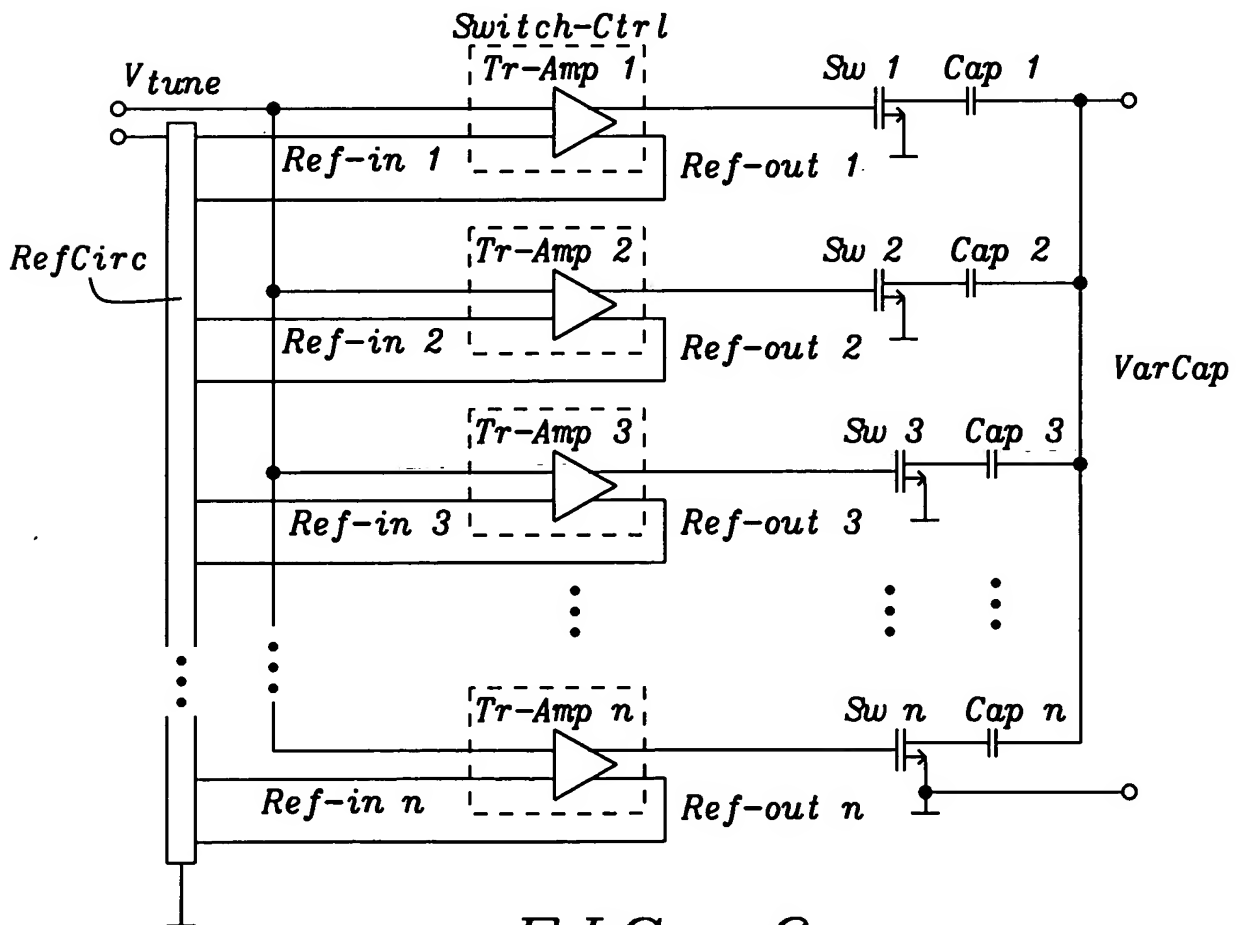 Switch-Ctrl
Vtune
Tr-Amp 1
Sw 1
Cap 1
Ref-in 1
Ref-out 1
RefCirc
Tr-Amp 2
Sw 2
Cap 2
Ref-in 2
Ref-out 2
VarCap
Tr-Amp 3
Sw 3
Cap 3
Ref-in 3
Ref-out 3
Tr-Amp n
Sw n
Cap n
Ref-in n
Ref-out n